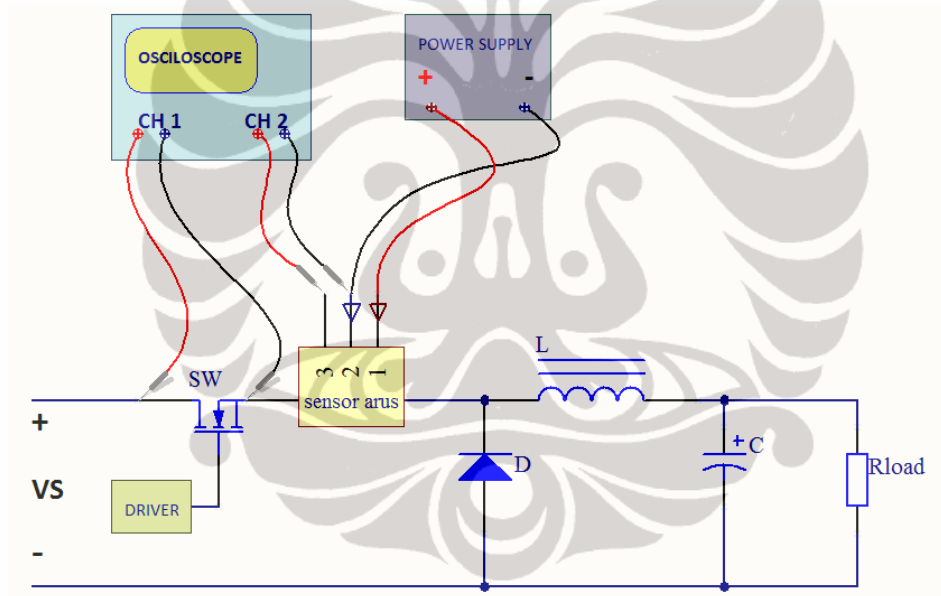 OSCILOSCOPE
POWER SUPPLY
+ -
CH 1 CH 2
L
SW
3 2 1
sensor arus
+
+ C
D
Rload
VS
DRIVER
-